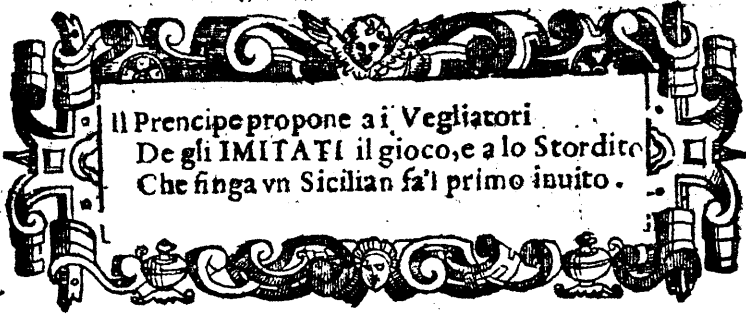 Il Prencipe propone a i Vegliatori
De gli IMITATI il gioco, e a lo Stordito
Che finga vn Sicilian fa'l primo inuito.